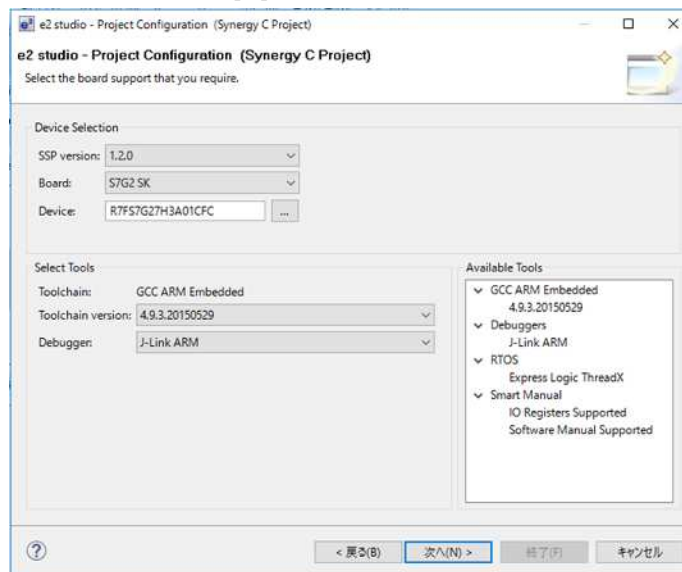 e2 studio - Project Configuration (Synergy C Project)
e2 studio - Project Configuration (Synergy C Project)
Select the board support that you require.
Device Selection
SSP version: 1.2.0
Board: S7G2 SK
Device: R7FS7G27H3A01CFC ...
Select Tools
Toolchain: GCC ARM Embedded
Toolchain version: 4.9.3.20150529
Debugger: J-Link ARM
Available Tools
GCC ARM Embedded
4.9.3.20150529
Debuggers
J-Link ARM
RTOS
Express Logic ThreadX
Smart Manual
IO Registers Supported
Software Manual Supported
? < 戻る(B) 次へ(N) > 終了(F) キャンセル